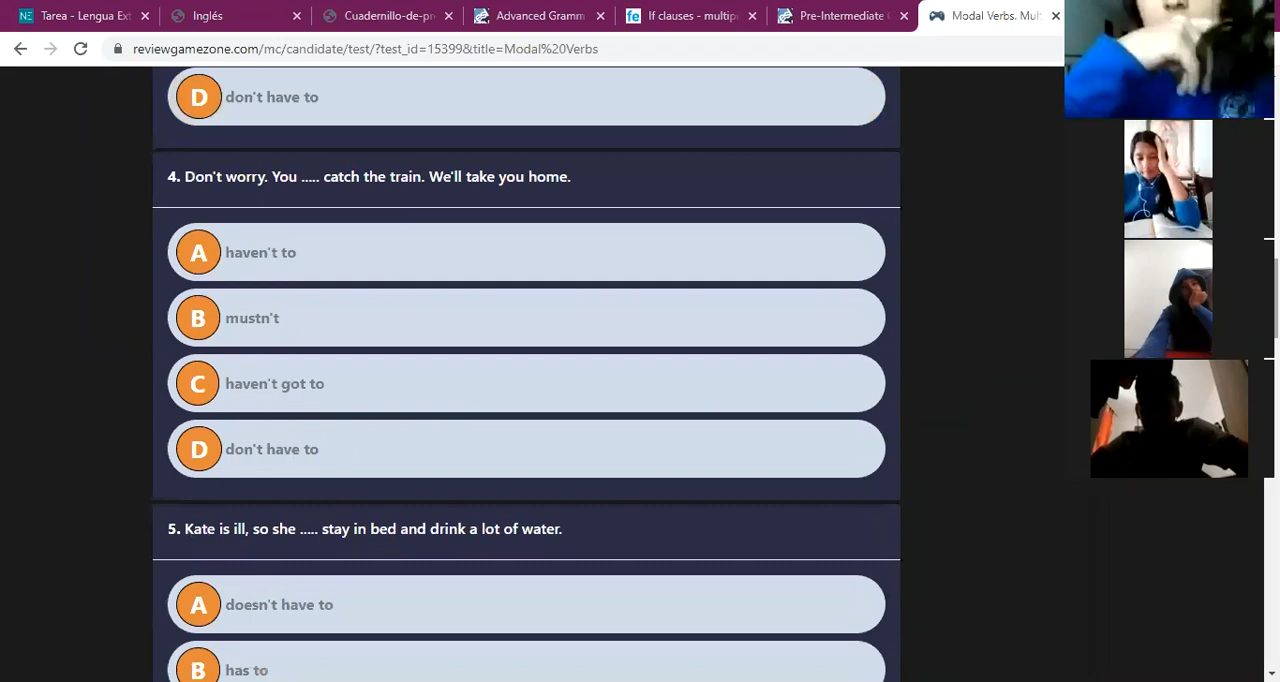 Tarea - Lengua Ext
Inglés
Cuadernillo-de-pr
Advanced Gramm
If clauses - multip
Pre-Intermediate
Modal Verbs. Mul
reviewgamezone.com/mc/candidate/test/?test_id=15399&title=Modal%20Verbs
D don't have to
4. Don't worry. You ..... catch the train. We'll take you home.
A haven't to
B mustn't
C haven't got to
D don't have to
5. Kate is ill, so she ..... stay in bed and drink a lot of water.
A doesn't have to
B has to